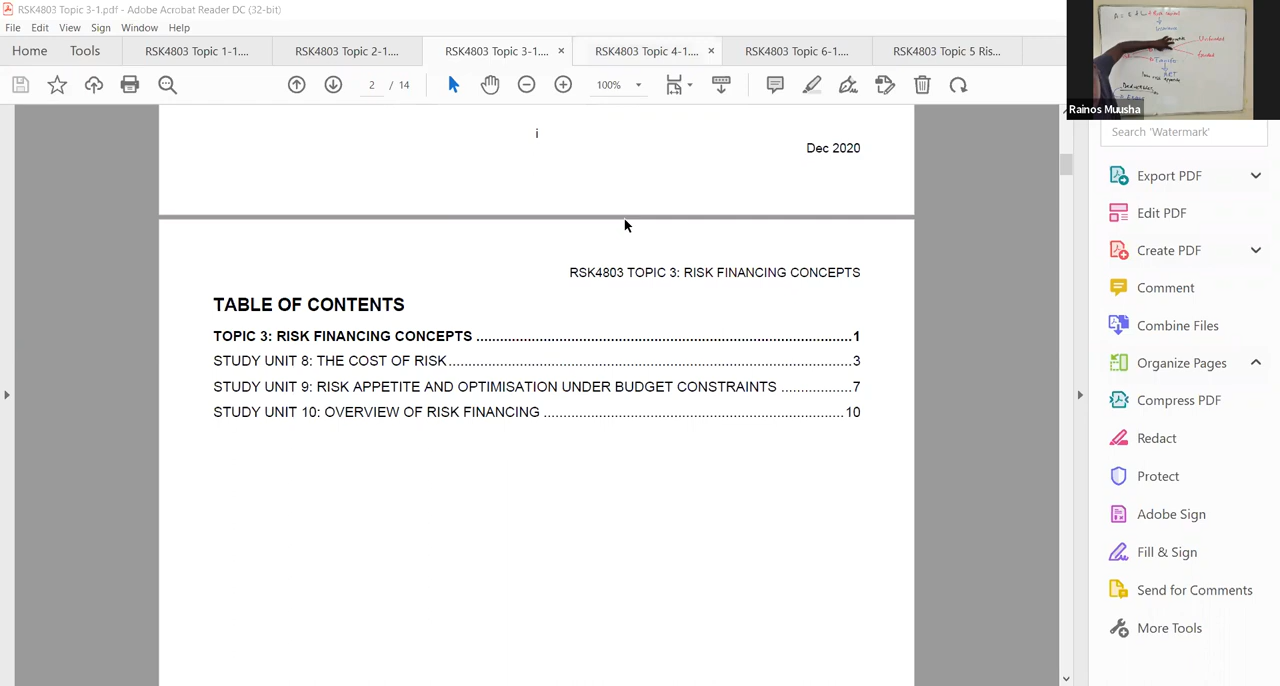 RSK4803 Topic 3-1.pdf - Adobe Acrobat Reader DC (32-bit)
File Edit View Sign Window Help
Home Tools RSK4803 Topic 1-1.... RSK4803 Topic 2-1.... RSK4803 Topic 3-1.... × RSK4803 Topic 4-1.... × RSK4803 Topic 6-1.... RSK4803 Topic 5 Ris...
2 / 14 100%
Rainos Muusha
i
Dec 2020
RSK4803 TOPIC 3: RISK FINANCING CONCEPTS
TABLE OF CONTENTS
TOPIC 3: RISK FINANCING CONCEPTS ..... 1
STUDY UNIT 8: THE COST OF RISK ..... 3
STUDY UNIT 9: RISK APPETITE AND OPTIMISATION UNDER BUDGET CONSTRAINTS ..... 7
STUDY UNIT 10: OVERVIEW OF RISK FINANCING ..... 10
Search 'Watermark'
Export PDF
Edit PDF
Create PDF
Comment
Combine Files
Organize Pages
Compress PDF
Redact
Protect
Adobe Sign
Fill & Sign
Send for Comments
More Tools